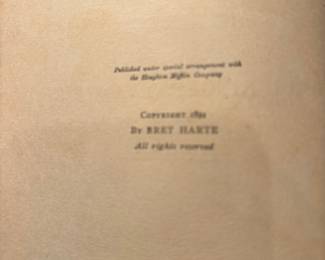 Published under special arrangement with
the Houghton Mifflin Company
Copyright
By BRET HARTE
All rights reserved